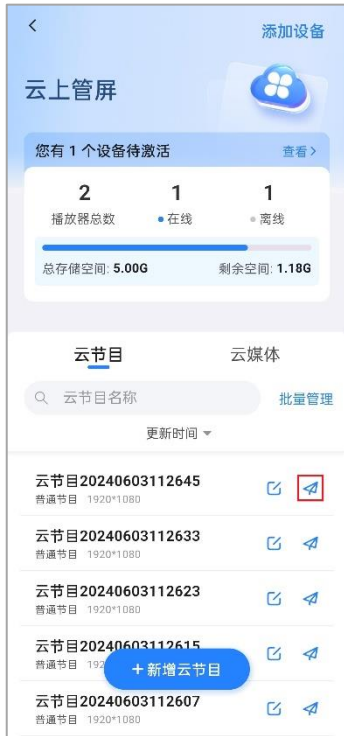 添加设备
云上管屏
您有 1 个设备待激活 查看>
2 1 1
播放器总数 在线 离线
总存储空间: 5.00G 剩余空间: 1.18G
云节目 云媒体
云节目名称 批量管理
更新时间
云节目20240603112645
普通节目 1920*1080
云节目20240603112633
普通节目 1920*1080
云节目20240603112623
普通节目 1920*1080
云节目20240603112615
普通节目 192
+新增云节目
云节目20240603112607
普通节目 1920*1080